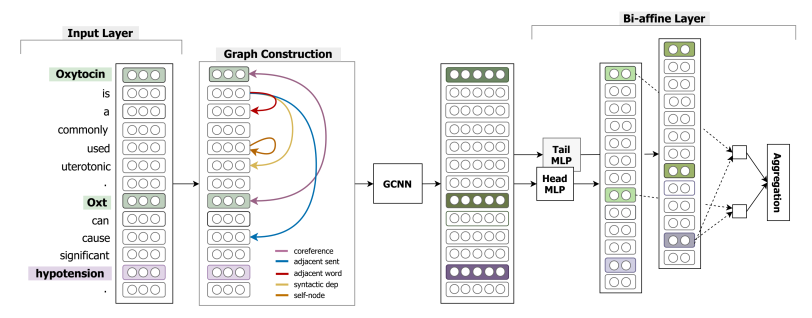 Bi-affine Layer
Input Layer
Graph Construction
Oxytocin
is
a
commonly
used
uterotonic
.
Oxt
can
cause
significant
hypotension
.
coreference
adjacent sent
adjacent word
syntactic dep
self-node
GCNN
Tail
MLP
Head
MLP
Aggregation